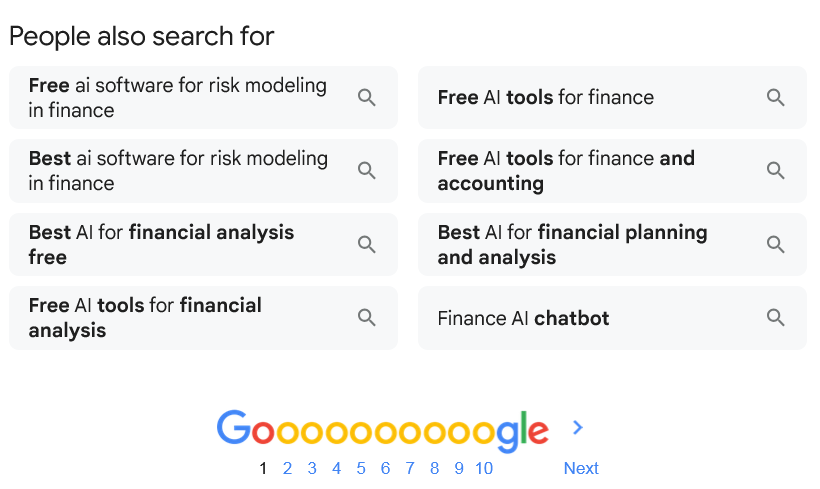 People also search for
Free ai software for risk modeling
in finance
Free AI tools for finance
Best ai software for risk modeling
in finance
Free AI tools for finance and
accounting
Best AI for financial analysis
free
Best AI for financial planning
and analysis
Free AI tools for financial
analysis
Finance AI chatbot
Goooooooooogle
1 2 3 4 5 6 7 8 9 10 Next